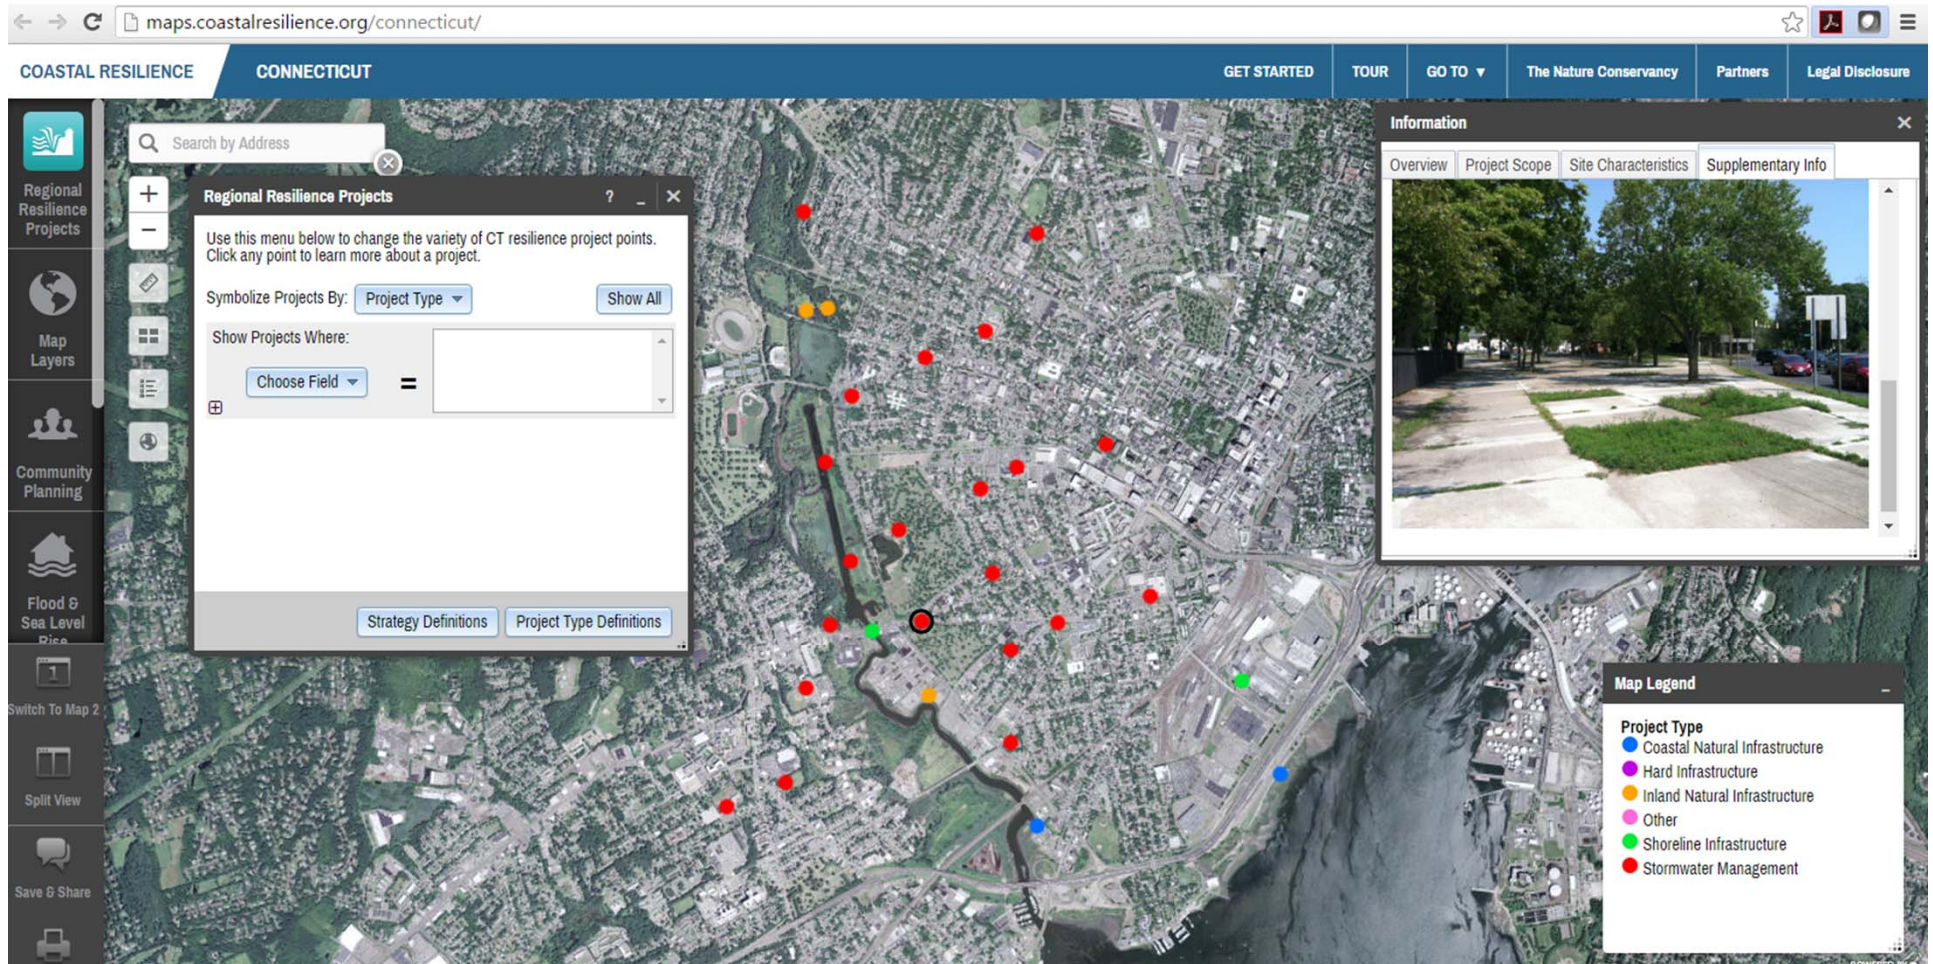 maps.coastalresilience.org/connecticut/
COASTAL RESILIENCE
CONNECTICUT
GET STARTED
TOUR
GO TO ▼
The Nature Conservancy
Partners
Legal Disclosure
Regional
Resilience
Projects
Map
Layers
Community
Planning
Flood &
Sea Level
Rise
1
Switch To Map 2
Split View
Save & Share
Search by Address
Regional Resilience Projects
?
Use this menu below to change the variety of CT resilience project points.
Click any point to learn more about a project.
Symbolize Projects By:
Project Type
Show All
Show Projects Where:
Choose Field
=
Strategy Definitions
Project Type Definitions
Information
Overview
Project Scope
Site Characteristics
Supplementary Info
Map Legend
Project Type
Coastal Natural Infrastructure
Hard Infrastructure
Inland Natural Infrastructure
Other
Shoreline Infrastructure
Stormwater Management